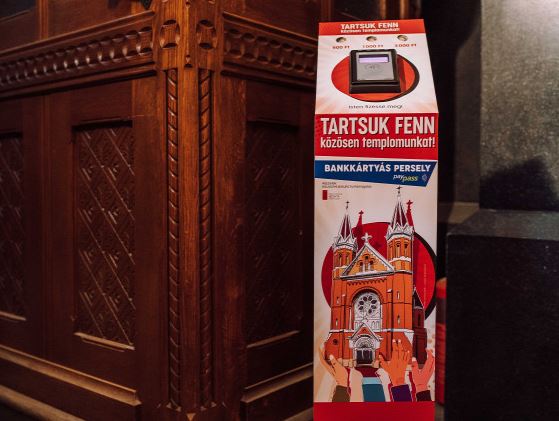 TARTSUK FENN
közösen templomunkat!
500 FT 1000 FT 2000 FT
Isten fizesse meg!
TARTSUK FENN
közösen templomunkat!
BANKKÁRTYÁS PERSELY
paypass